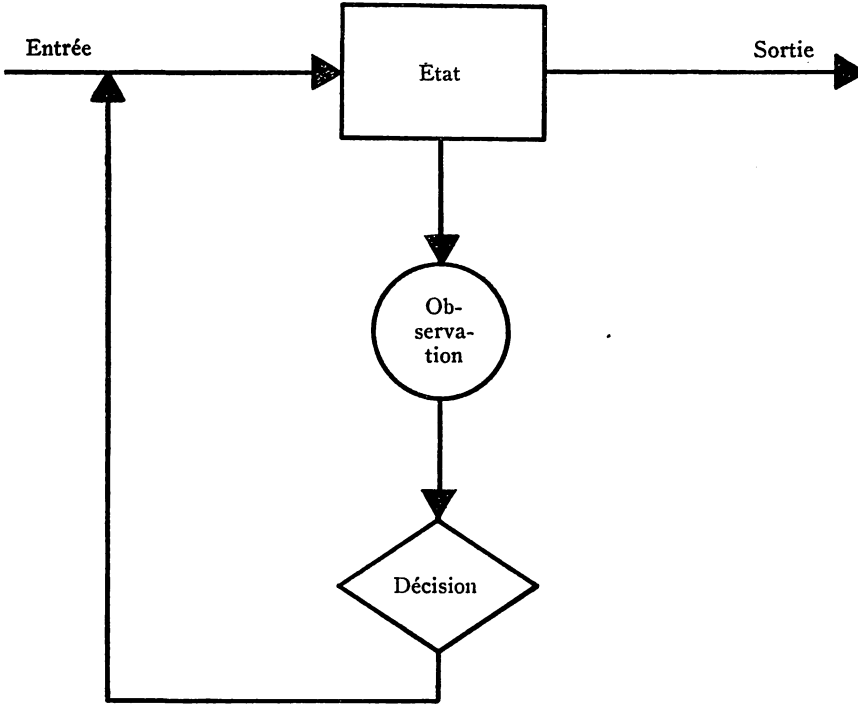 Entrée
État
Sortie
Ob-
serva-
tion
Décision